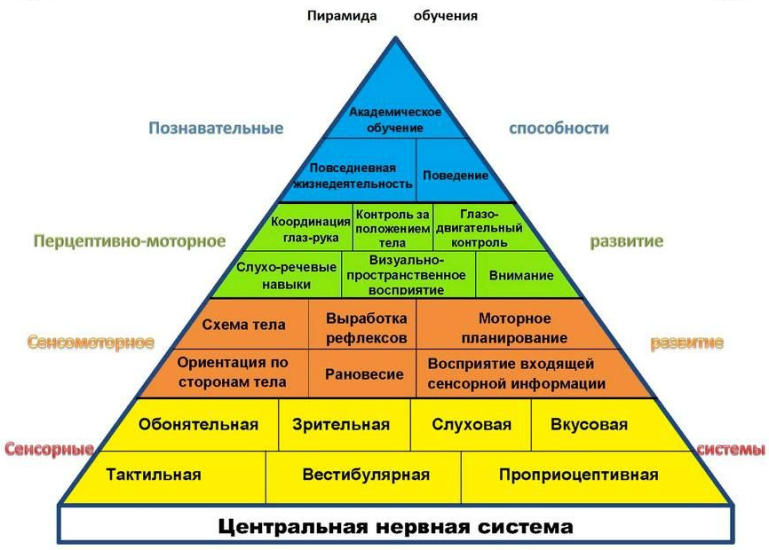 Пирамида обучения
Академическое
обучение
Познавательные способности
Повседневная
жизнедеятельность
Поведение
Координация
глаз-рука
Контроль за
положением
тела
Глазо-
двигательный
контроль
Перцептивно-моторное развитие
Слухо-речевые
навыки
Визуально-
пространственное
восприятие
Внимание
Схема тела
Выработка
рефлексов
Моторное
планирование
Сенсомоторное развитие
Ориентация по
сторонам тела
Рановесие
Восприятие входящей
сенсорной информации
Обонятельная
Зрительная
Слуховая
Вкусовая
Сенсорные системы
Тактильная
Вестибулярная
Проприоцептивная
Центральная нервная система